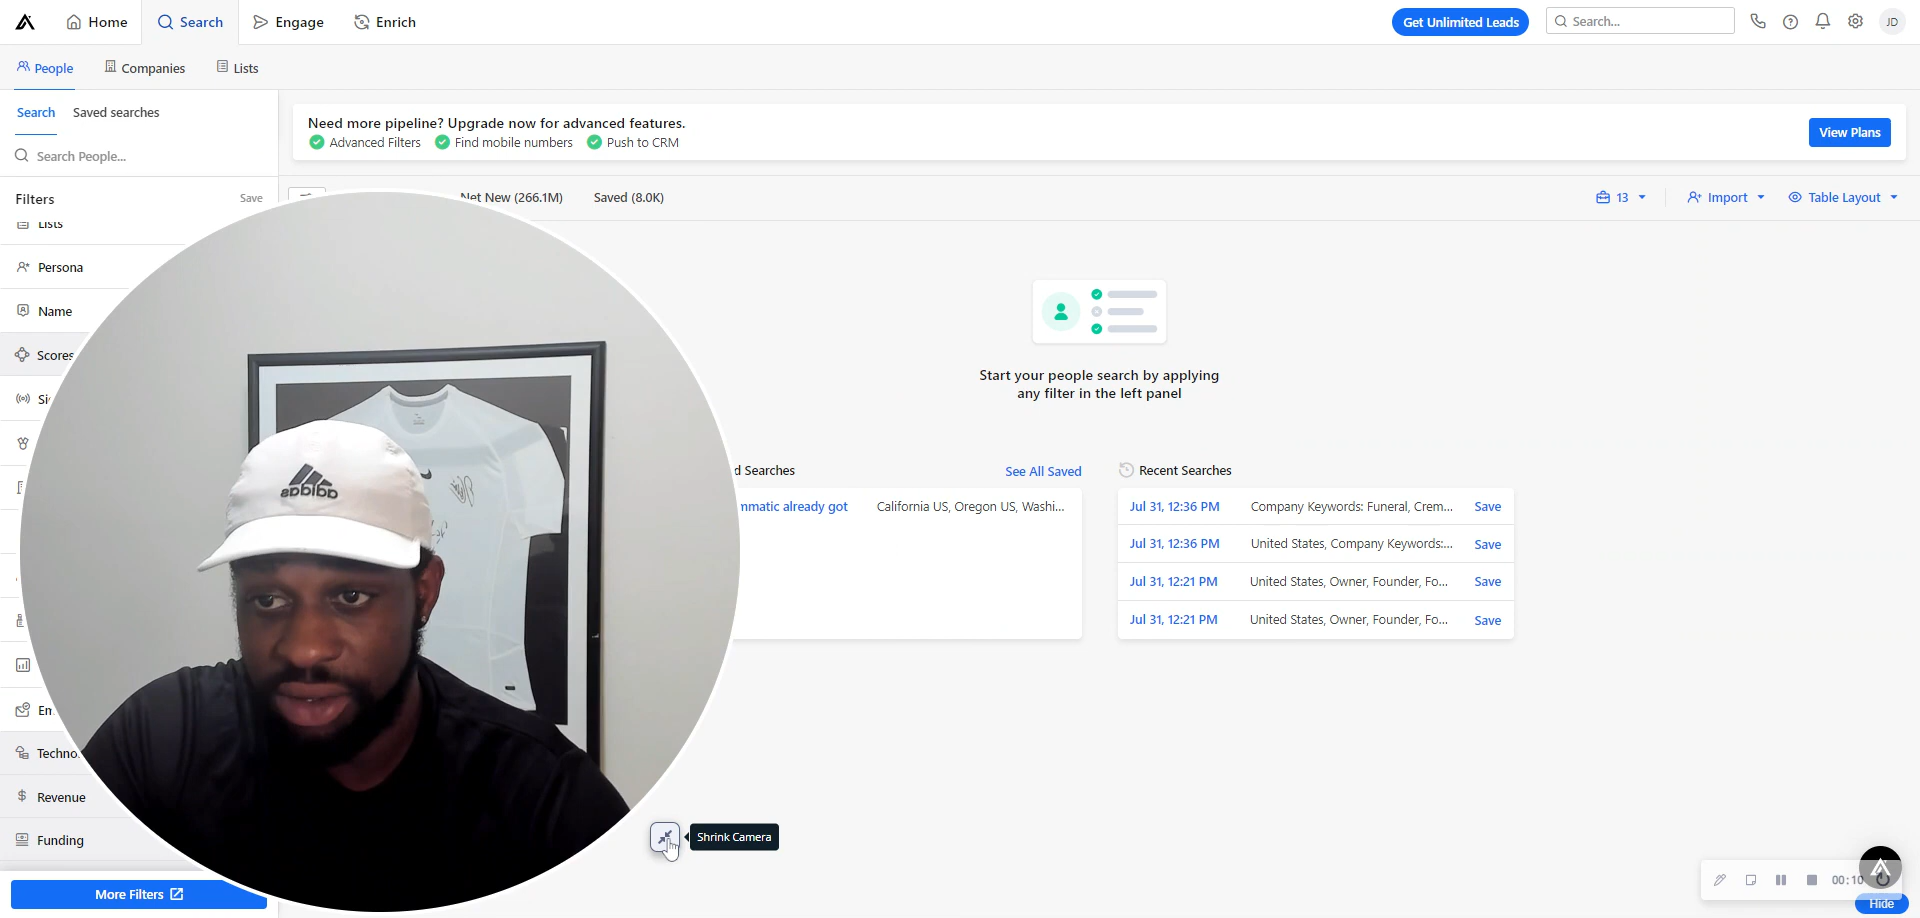 Home
Search
Engage
Enrich
Get Unlimited Leads
Search...
JD
People
Companies
Lists
Search
Saved searches
Need more pipeline? Upgrade now for advanced features.
Advanced Filters
Find mobile numbers
Push to CRM
View Plans
Search People...
Filters
Save
Net New (266.1M)
Saved (8.0K)
13
Import
Table Layout
Lists
Persona
Name
Scores
Start your people search by applying
any filter in the left panel
Searches
See All Saved
Recent Searches
already got
California US, Oregon US, Washi...
Jul 31, 12:36 PM
Company Keywords: Funeral, Crem...
Save
Jul 31, 12:36 PM
United States, Company Keywords:...
Save
Jul 31, 12:21 PM
United States, Owner, Founder, Fo...
Save
Jul 31, 12:21 PM
United States, Owner, Founder, Fo...
Save
adidas
Techno
Revenue
Funding
Shrink Camera
More Filters
00:10
Hide